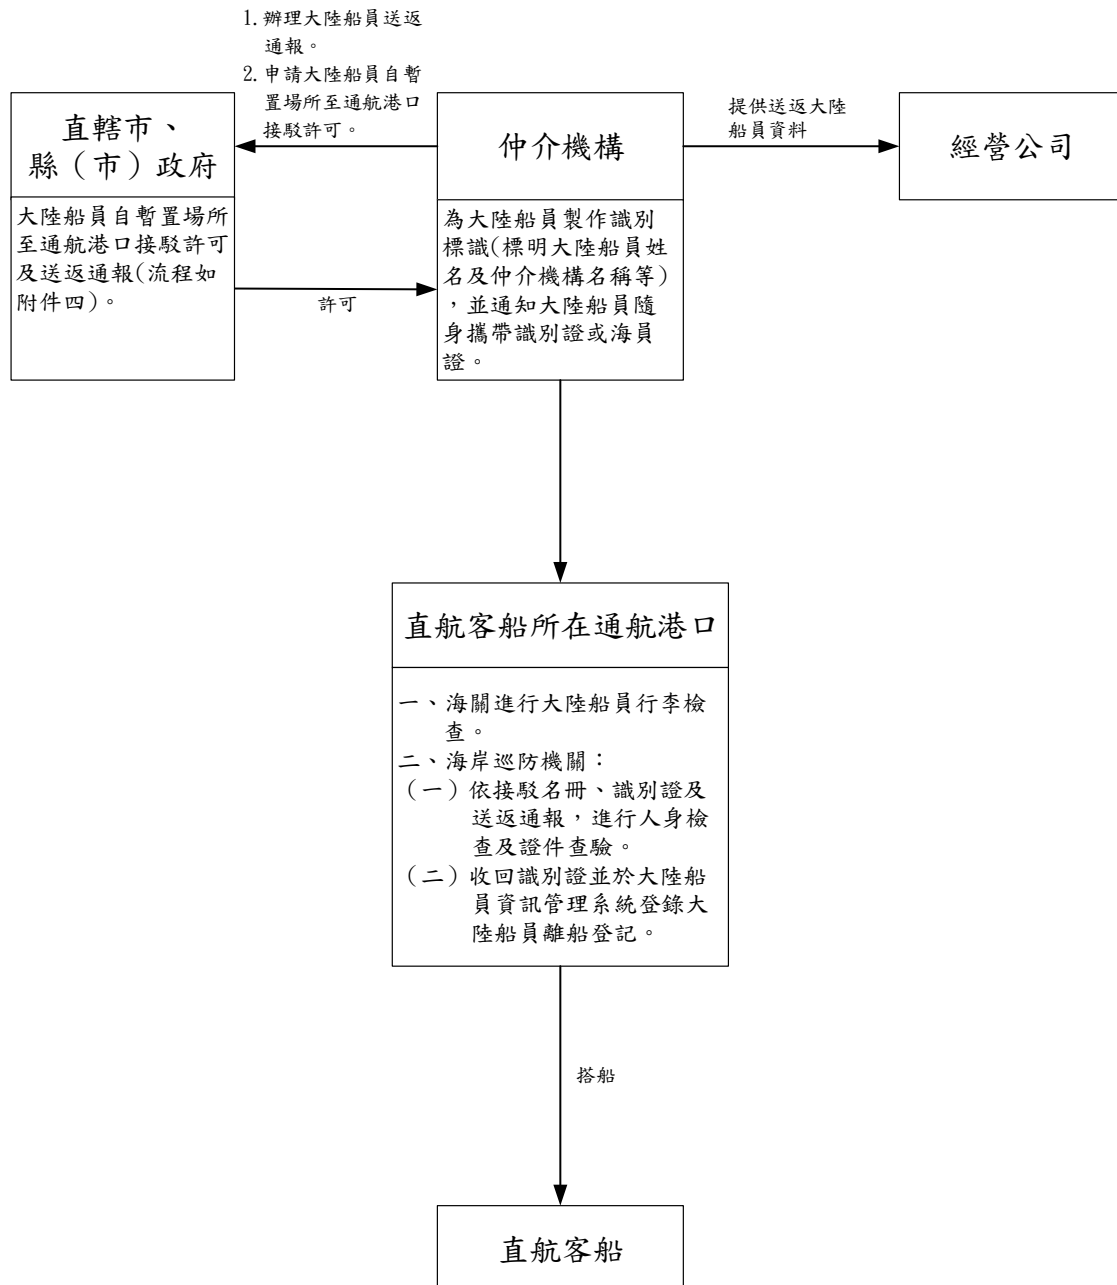 1. 辦理大陸船員送返
通報。
2. 申請大陸船員自暫
置場所至通航港口
接駁許可。
直轄市、
縣（市）政府
大陸船員自暫置場所
至通航港口接駁許可
及送返通報(流程如
附件四)。
許可
仲介機構
為大陸船員製作識別
標識(標明大陸船員姓
名及仲介機構名稱等)
，並通知大陸船員隨
身攜帶識別證或海員
證。
提供送返大陸
船員資料
經營公司
直航客船所在通航港口
一、海關進行大陸船員行李檢
查。
二、海岸巡防機關：
（一）依接駁名冊、識別證及
送返通報，進行人身檢
查及證件查驗。
（二）收回識別證並於大陸船
員資訊管理系統登錄大
陸船員離船登記。
搭船
直航客船